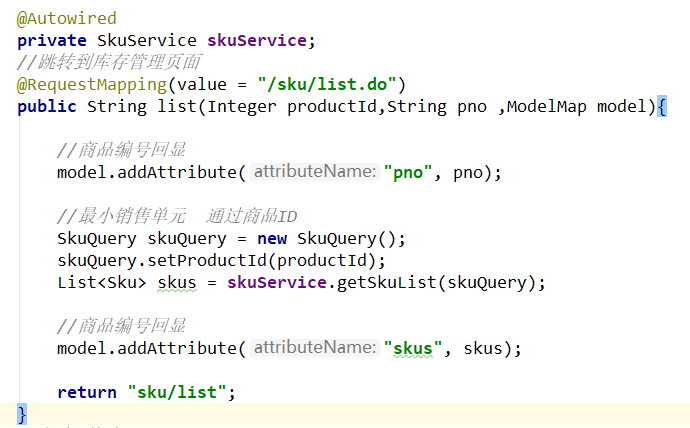 @Autowired
private SkuService skuService;
//跳转到库存管理页面
@RequestMapping(value = "/sku/list.do")
public String list(Integer productId,String pno ,ModelMap model){
//商品编号回显
model.addAttribute( attributeName: "pno", pno);
//最小销售单元  通过商品ID
SkuQuery skuQuery = new SkuQuery();
skuQuery.setProductId(productId);
List<Sku> skus = skuService.getSkuList(skuQuery);
//商品编号回显
model.addAttribute( attributeName: "skus", skus);
return "sku/list";
}